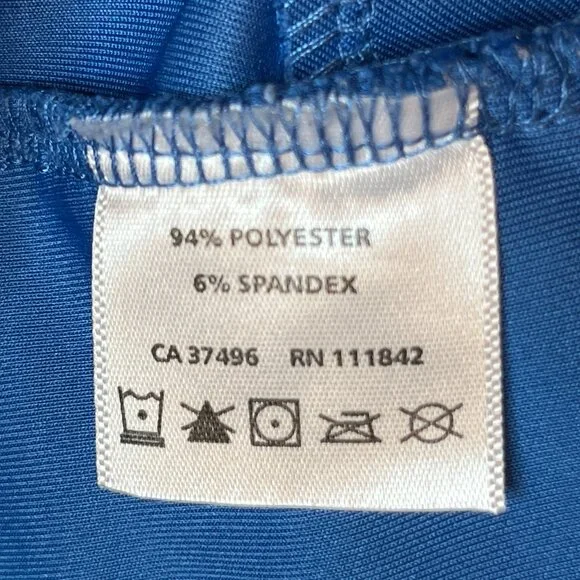 94% POLYESTER
6% SPANDEX
CA 37496 RN 111842